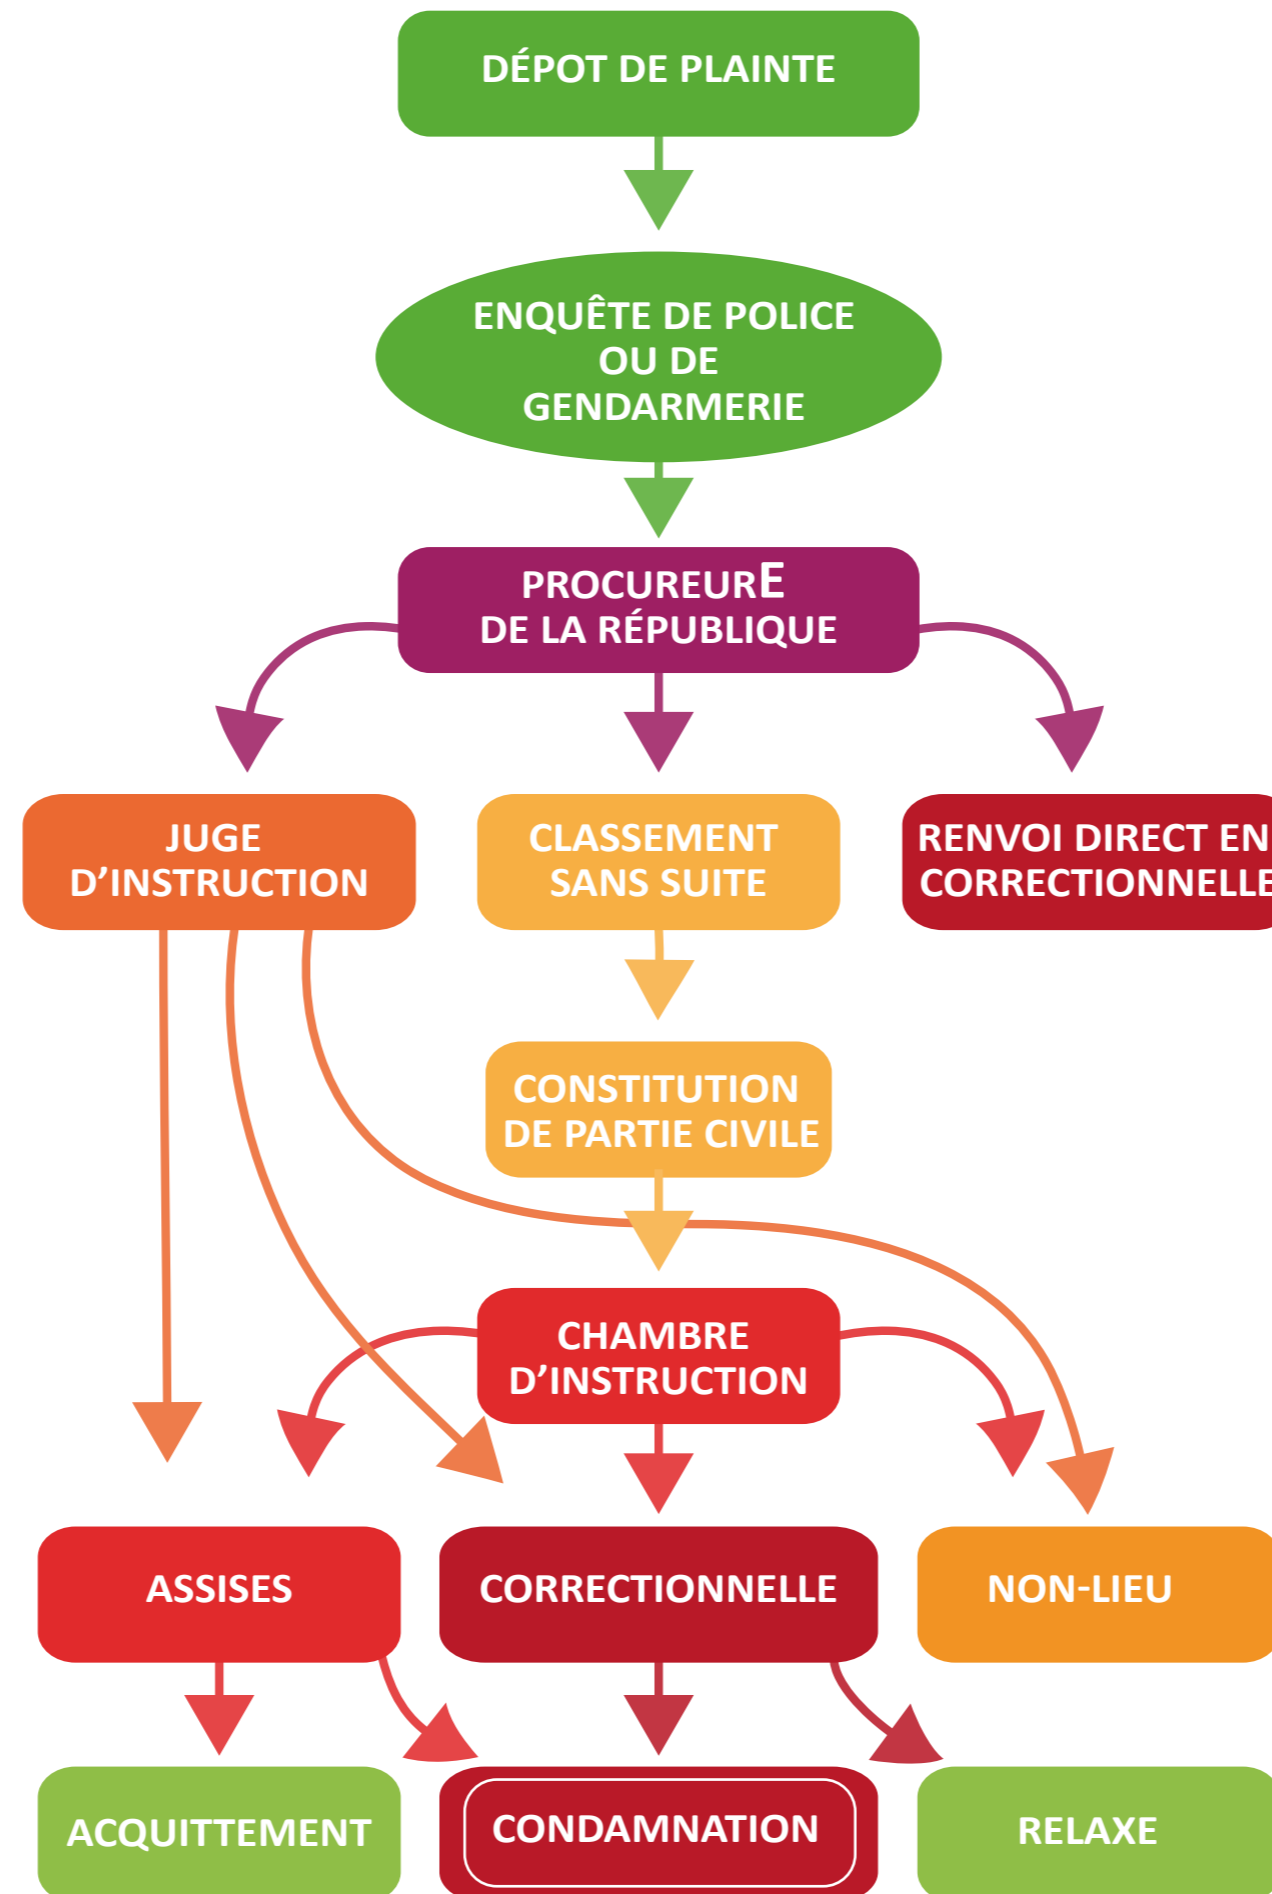 DÉPOT DE PLAINTE
ENQUÊTE DE POLICE
OU DE
GENDARMERIE
PROCUREURE
DE LA RÉPUBLIQUE
JUGE
D’INSTRUCTION
CLASSEMENT
SANS SUITE
RENVOI DIRECT EN
CORRECTIONNELLE
CONSTITUTION
DE PARTIE CIVILE
CHAMBRE
D’INSTRUCTION
ASSISES
CORRECTIONNELLE
NON-LIEU
ACQUITTEMENT
CONDAMNATION
RELAXE